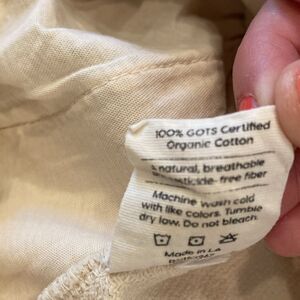 100% GOTS Certified
Organic Cotton
natural, breathable
-free fiber
Machine wash cold
with like colors. Tumble
dry low. Do not bleach.
Made in LA